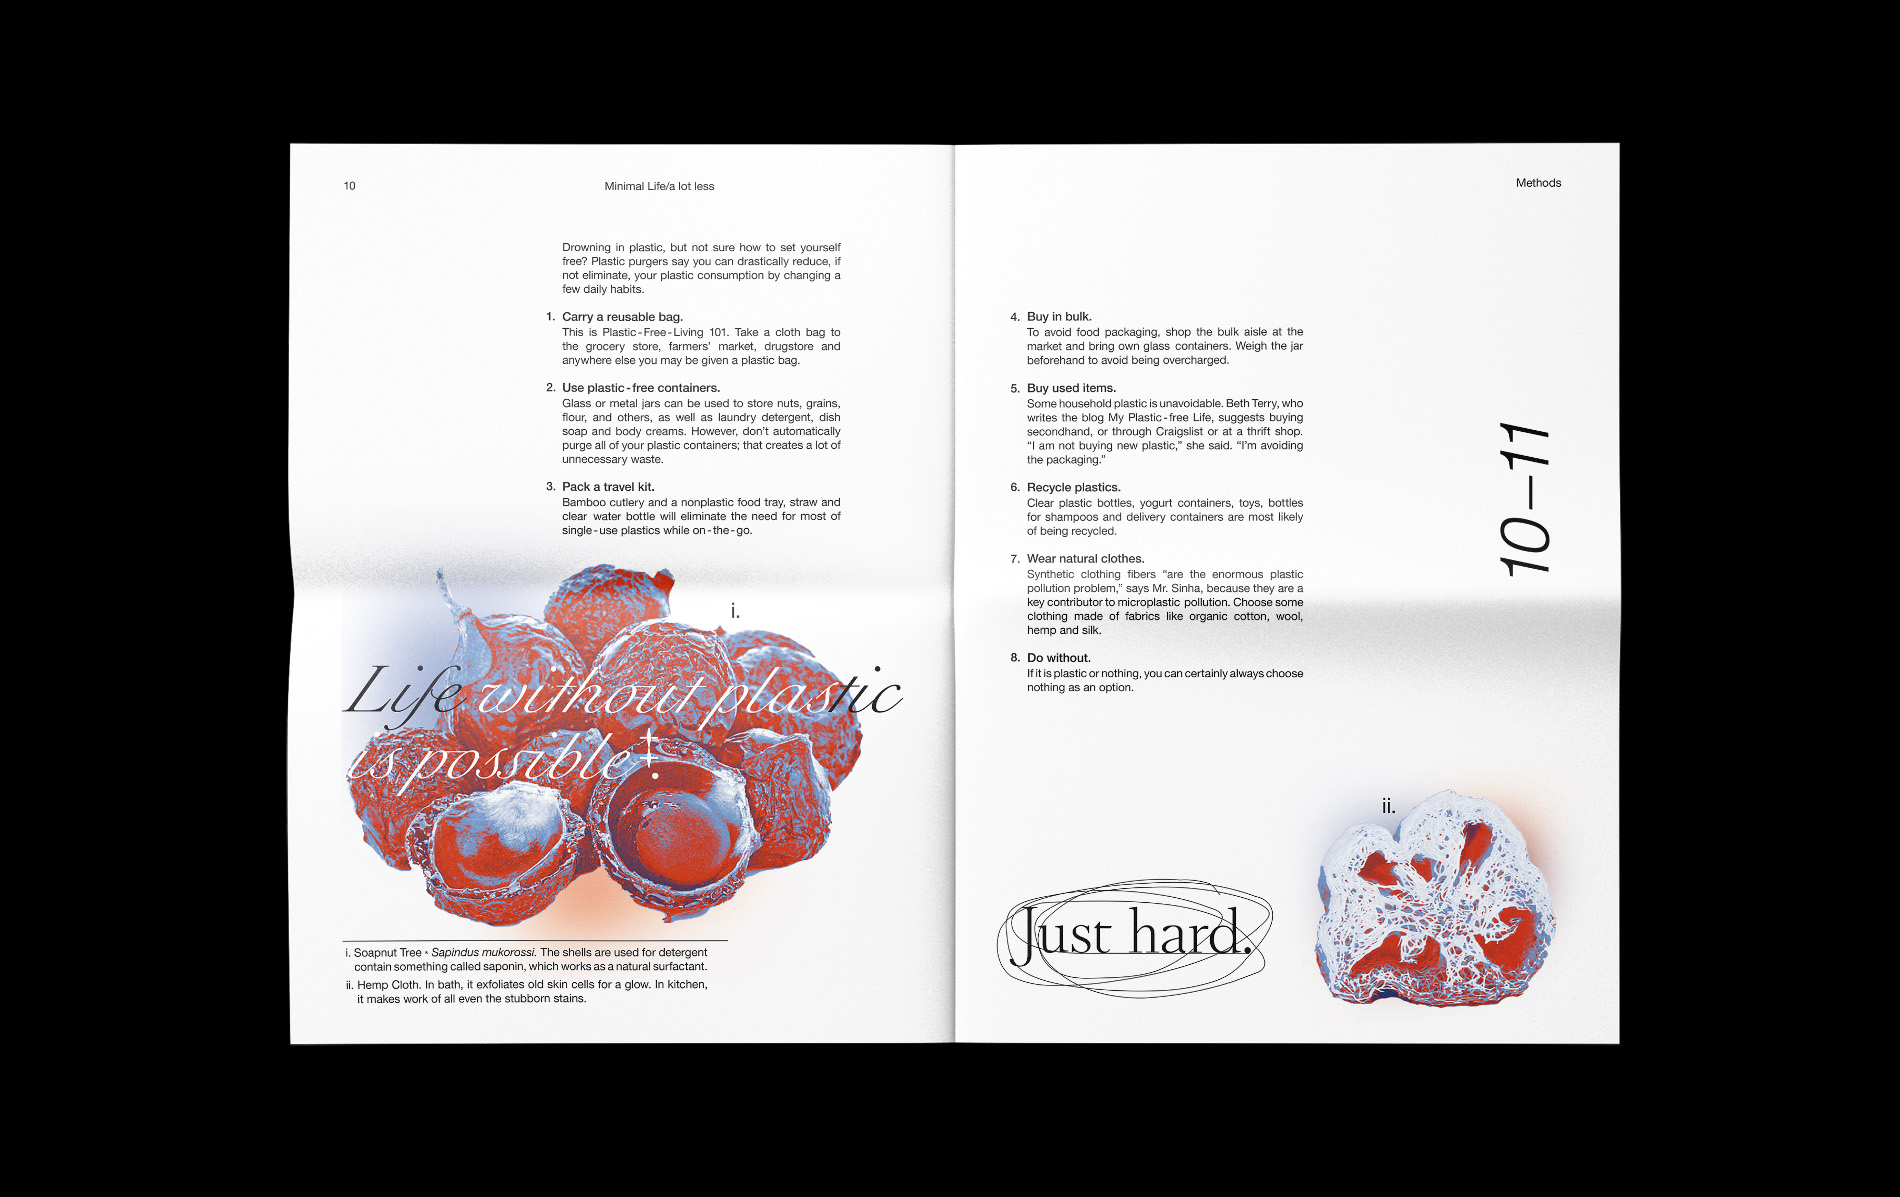 10
Minimal Life/a lot less
Drowning in plastic, but not sure how to set yourself
free? Plastic purgers say you can drastically reduce, if
not eliminate, your plastic consumption by changing a
few daily habits.
1. Carry a reusable bag.
This is Plastic-Free-Living 101. Take a cloth bag to
the grocery store, farmers’ market, drugstore and
anywhere else you may be given a plastic bag.
2. Use plastic-free containers.
Glass or metal jars can be used to store nuts, grains,
flour, and others, as well as laundry detergent, dish
soap and body creams. However, don’t automatically
purge all of your plastic containers; that creates a lot of
unnecessary waste.
3. Pack a travel kit.
Bamboo cutlery and a nonplastic food tray, straw and
clear water bottle will eliminate the need for most of
single-use plastics while on-the-go.
i.
Life without plastic
is possible‡.
i. Soapnut Tree * Sapindus mukorossi. The shells are used for detergent
contain something called saponin, which works as a natural surfactant.
ii. Hemp Cloth. In bath, it exfoliates old skin cells for a glow. In kitchen,
it makes work of all even the stubborn stains.
Methods
4. Buy in bulk.
To avoid food packaging, shop the bulk aisle at the
market and bring own glass containers. Weigh the jar
beforehand to avoid being overcharged.
5. Buy used items.
Some household plastic is unavoidable. Beth Terry, who
writes the blog My Plastic-free Life, suggests buying
secondhand, or through Craigslist or at a thrift shop.
“I am not buying new plastic,” she said. “I’m avoiding
the packaging.”
6. Recycle plastics.
Clear plastic bottles, yogurt containers, toys, bottles
for shampoos and delivery containers are most likely
of being recycled.
7. Wear natural clothes.
Synthetic clothing fibers “are the enormous plastic
pollution problem,” says Mr. Sinha, because they are a
key contributor to microplastic pollution. Choose some
clothing made of fabrics like organic cotton, wool,
hemp and silk.
8. Do without.
If it is plastic or nothing, you can certainly always choose
nothing as an option.
10–11
ii.
Just hard.